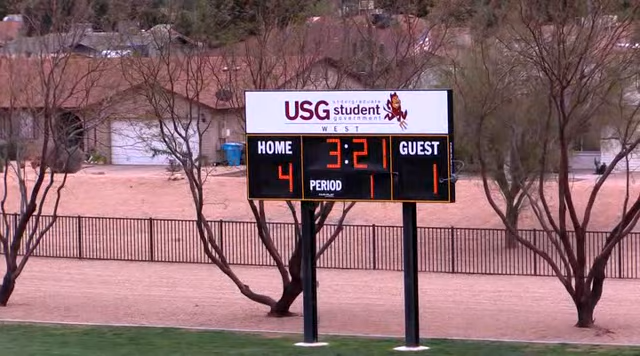 USG undergraduate student government
WEST
HOME 3:21 GUEST
4 PERIOD 1 1